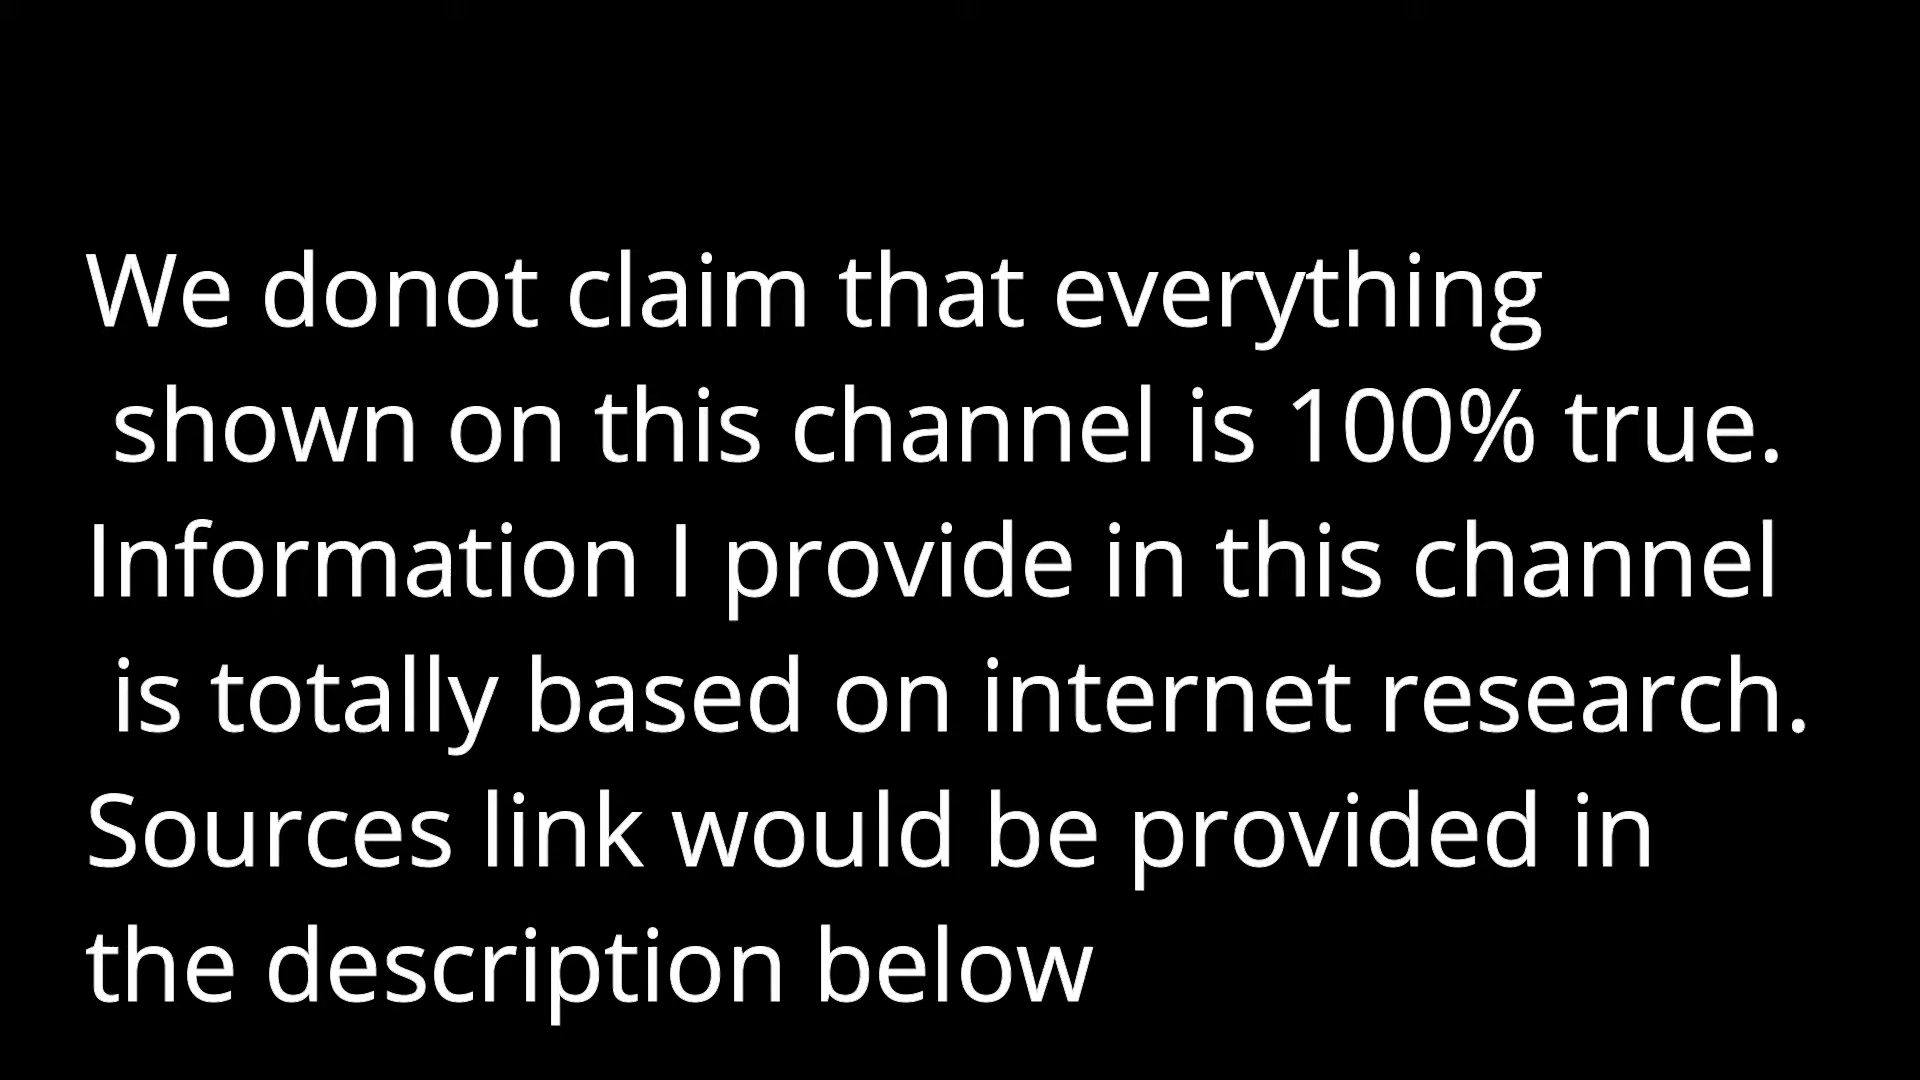 We donot claim that everything
shown on this channel is 100% true.
Information I provide in this channel
is totally based on internet research.
Sources link would be provided in
the description below